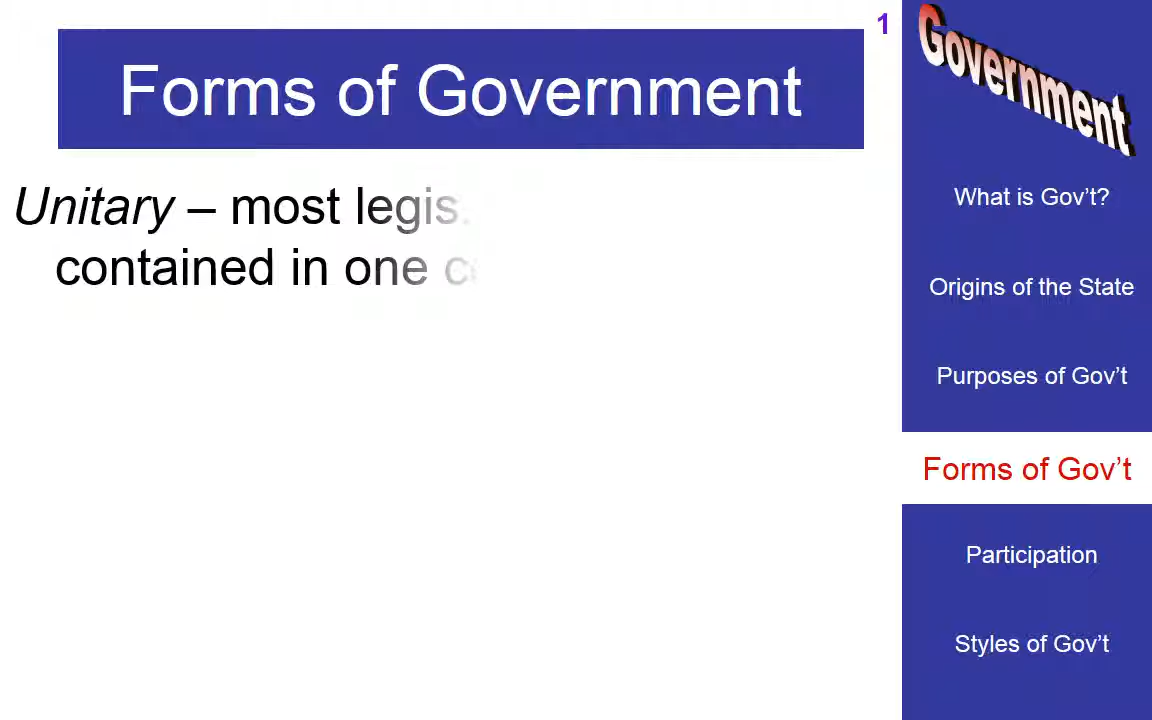 1
Government
Forms of Government
Unitary – most legis.
contained in one
What is Gov't?
Origins of the State
Purposes of Gov't
Forms of Gov't
Participation
Styles of Gov't